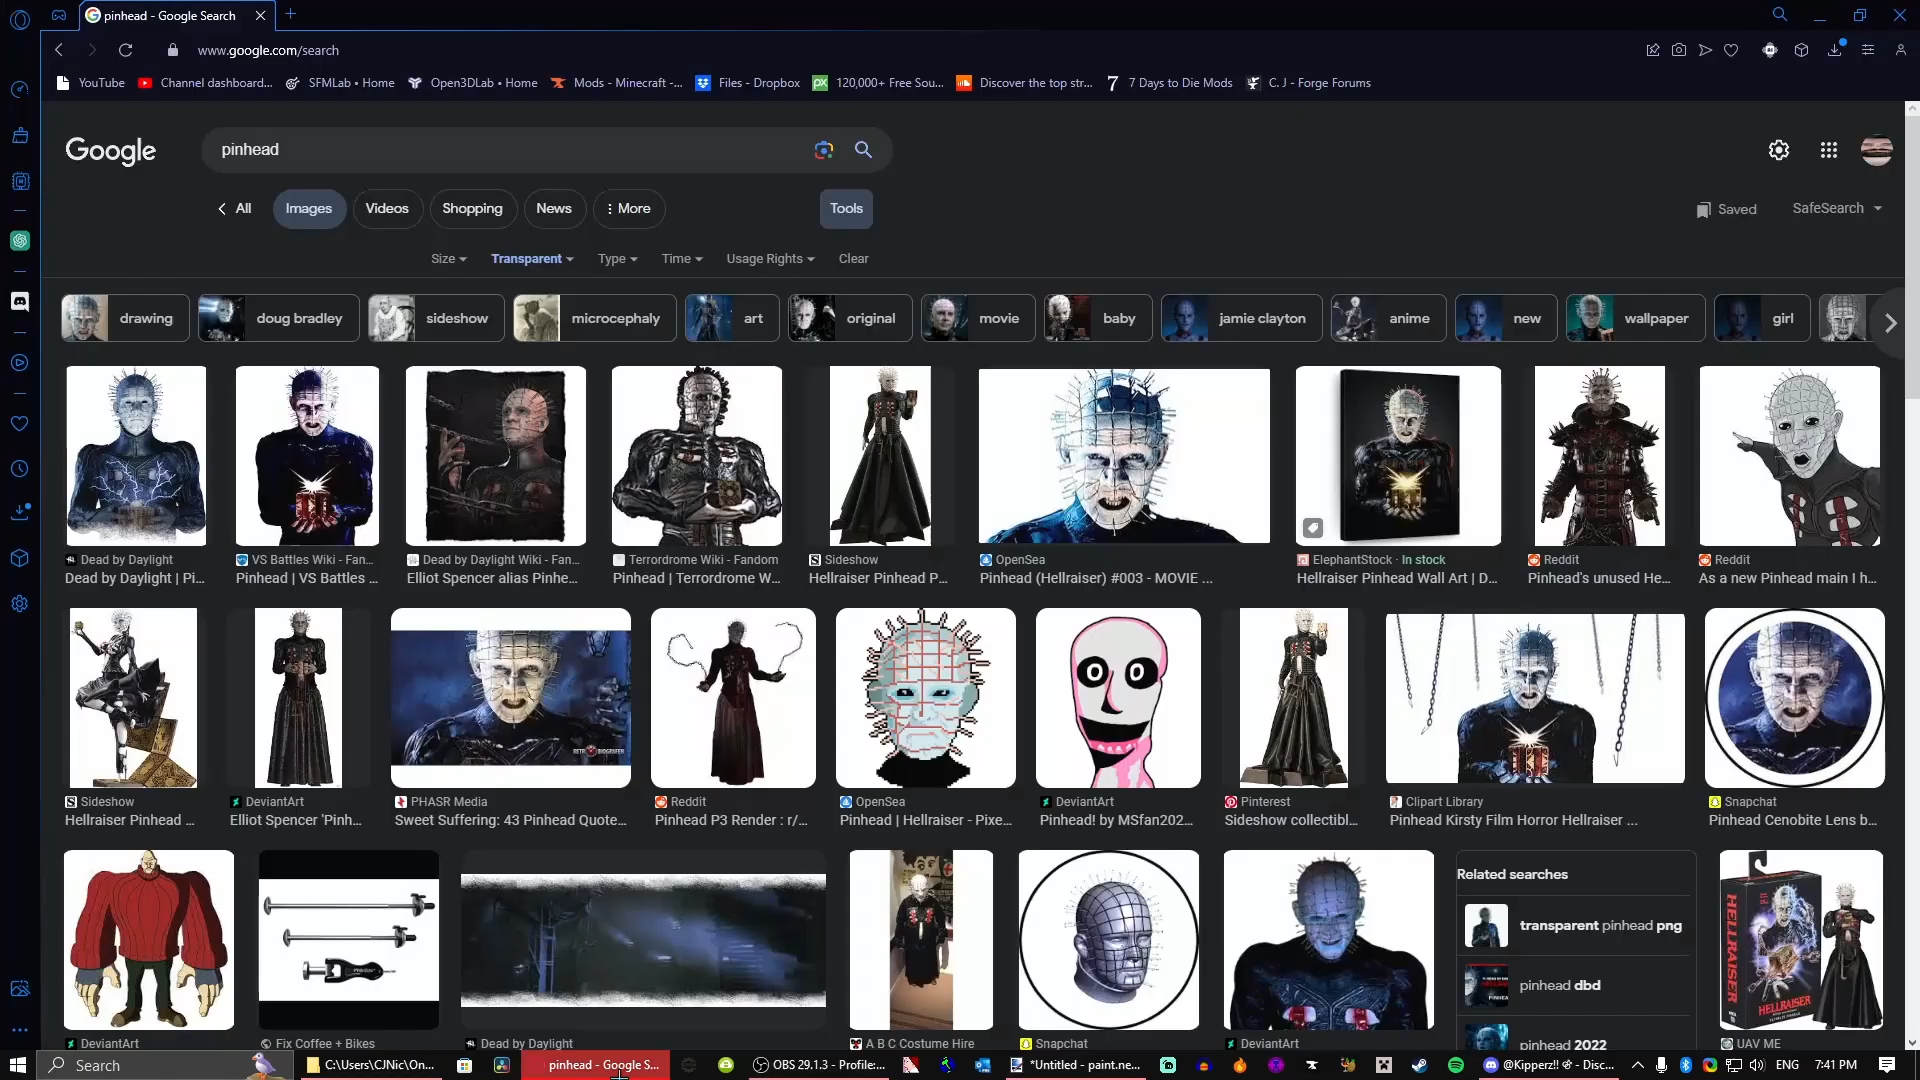 pinhead - Google Search
www.google.com/search
YouTube
Channel dashboard...
SFMLab • Home
Open3DLab • Home
Mods - Minecraft -...
Files - Dropbox
120,000+ Free Sou...
Discover the top str...
7 Days to Die Mods
C. J - Forge Forums
Google
pinhead
All
Images
Videos
Shopping
News
More
Tools
Saved
SafeSearch
Size
Transparent
Type
Time
Usage Rights
Clear
drawing
doug bradley
sideshow
microcephaly
art
original
movie
baby
jamie clayton
anime
new
wallpaper
girl
Dead by Daylight
Dead by Daylight | Pi...
VS Battles Wiki - Fan...
Pinhead | VS Battles ...
Dead by Daylight Wiki - Fan...
Elliot Spencer alias Pinhe...
Terrordrome Wiki - Fandom
Pinhead | Terrordrome W...
Sideshow
Hellraiser Pinhead P...
OpenSea
Pinhead (Hellraiser) #003 - MOVIE ...
ElephantStock · In stock
Hellraiser Pinhead Wall Art | D...
Reddit
Pinhead's unused He...
Reddit
As a new Pinhead main I h...
Sideshow
Hellraiser Pinhead ...
DeviantArt
Elliot Spencer 'Pinh...
PHASR Media
Sweet Suffering: 43 Pinhead Quote...
Reddit
Pinhead P3 Render : r/...
OpenSea
Pinhead | Hellraiser - Pixe...
DeviantArt
Pinhead! by MSfan202...
Pinterest
Sideshow collectibl...
Clipart Library
Pinhead Kirsty Film Horror Hellraiser ...
Snapchat
Pinhead Cenobite Lens b...
Related searches
transparent pinhead png
pinhead dbd
pinhead 2022
HELLRAISER
HELLRAISER
DeviantArt
Fix Coffee + Bikes
Dead by Daylight
A B C Costume Hire
Snapchat
DeviantArt
UAV ME
Search
C:\Users\CJNic\On...
pinhead - Google S...
OBS 29.1.3 - Profile:...
*Untitled - paint.ne...
@Kipperz!! - Disc...
ENG
7:41 PM